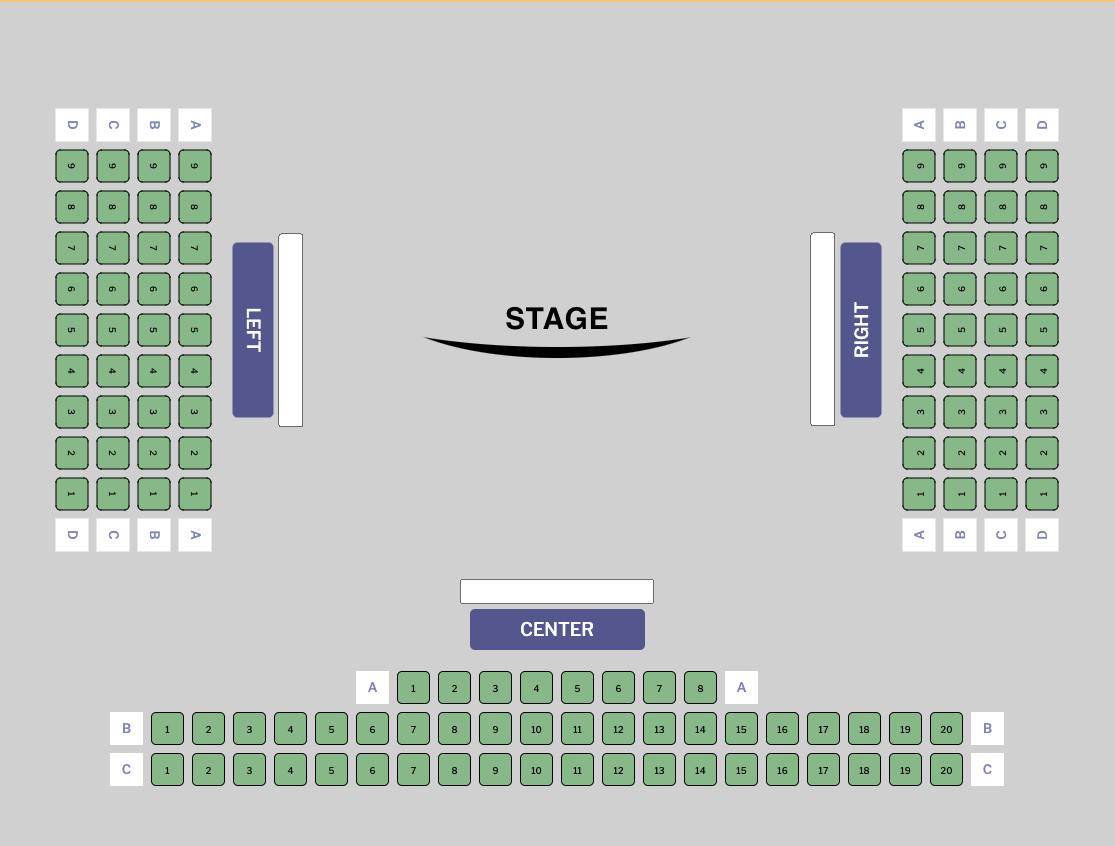 D C B A A B C D
9 9 9 9 9 9 9 9
8 8 8 8 8 8 8 8
7 7 7 7 7 7 7 7
6 6 6 6 6 6 6 6
STAGE
LEFT RIGHT
5 5 5 5 5 5 5 5
4 4 4 4 4 4 4 4
3 3 3 3 3 3 3 3
2 2 2 2 2 2 2 2
1 1 1 1 1 1 1 1
D C B A A B C D
CENTER
A 1 2 3 4 5 6 7 8 A
B 1 2 3 4 5 6 7 8 9 10 11 12 13 14 15 16 17 18 19 20 B
C 1 2 3 4 5 6 7 8 9 10 11 12 13 14 15 16 17 18 19 20 C